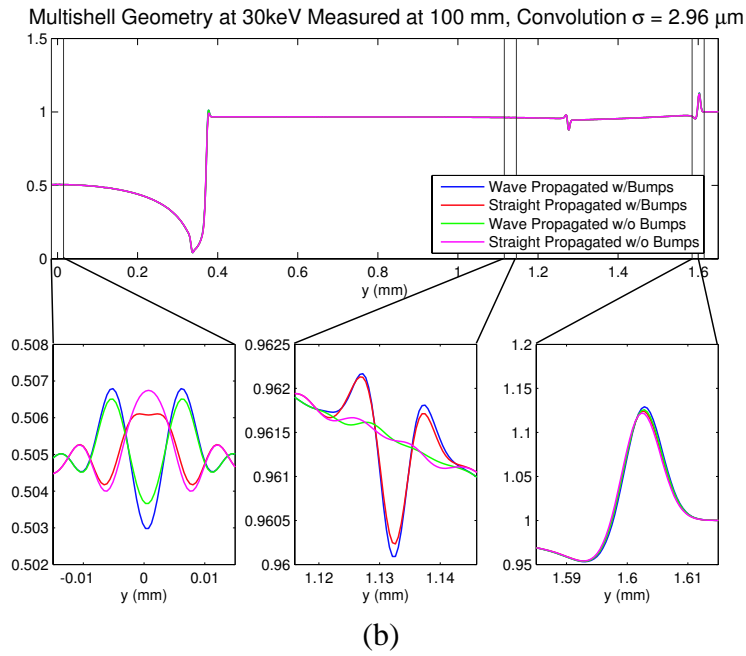 Multishell Geometry at 30keV Measured at 100 mm, Convolution σ = 2.96 μm
1.5
1
0.5
0
0 0.2 0.4 0.6 0.8 1 1.2 1.4 1.6
y (mm)
Wave Propagated w/Bumps
Straight Propagated w/Bumps
Wave Propagated w/o Bumps
Straight Propagated w/o Bumps
0.508
0.507
0.506
0.505
0.504
0.503
0.502
-0.01 0 0.01
y (mm)
0.9625
0.962
0.9615
0.961
0.9605
0.96
1.12 1.13 1.14
y (mm)
1.2
1.15
1.1
1.05
1
0.95
1.59 1.6 1.61
y (mm)
(b)